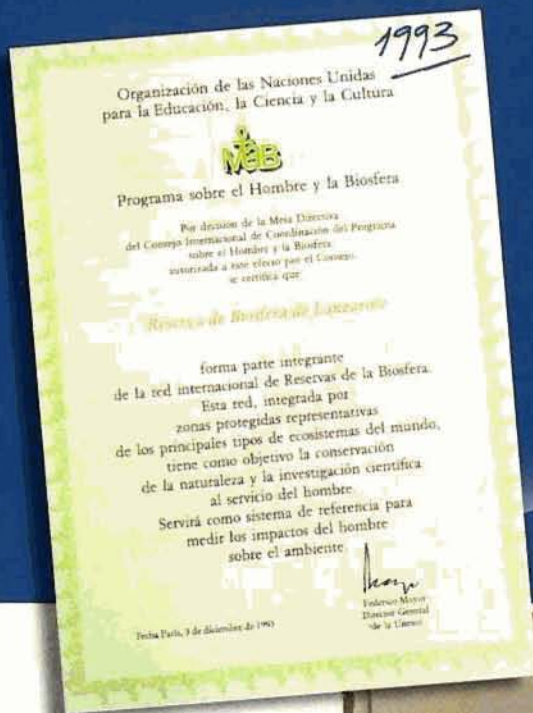 1993
Organización de las Naciones Unidas
para la Educación, la Ciencia y la Cultura
MaB
Programa sobre el Hombre y la Biosfera
Por decisión de la Mesa Directiva
del Consejo Internacional de Coordinación del Programa
sobre el Hombre y la Biosfera
autorizada a este efecto por el Consejo,
se certifica que
Reserva de Biosfera de Lanzarote
forma parte integrante
de la red internacional de Reservas de la Biosfera.
Esta red, integrada por
zonas protegidas representativas
de los principales tipos de ecosistemas del mundo,
tiene como objetivo la conservación
de la naturaleza y la investigación científica
al servicio del hombre
Servirá como sistema de referencia para
medir los impactos del hombre
sobre el ambiente
Federico Mayor
Director General
de la Unesco
Fecha París, 3 de diciembre de 1993